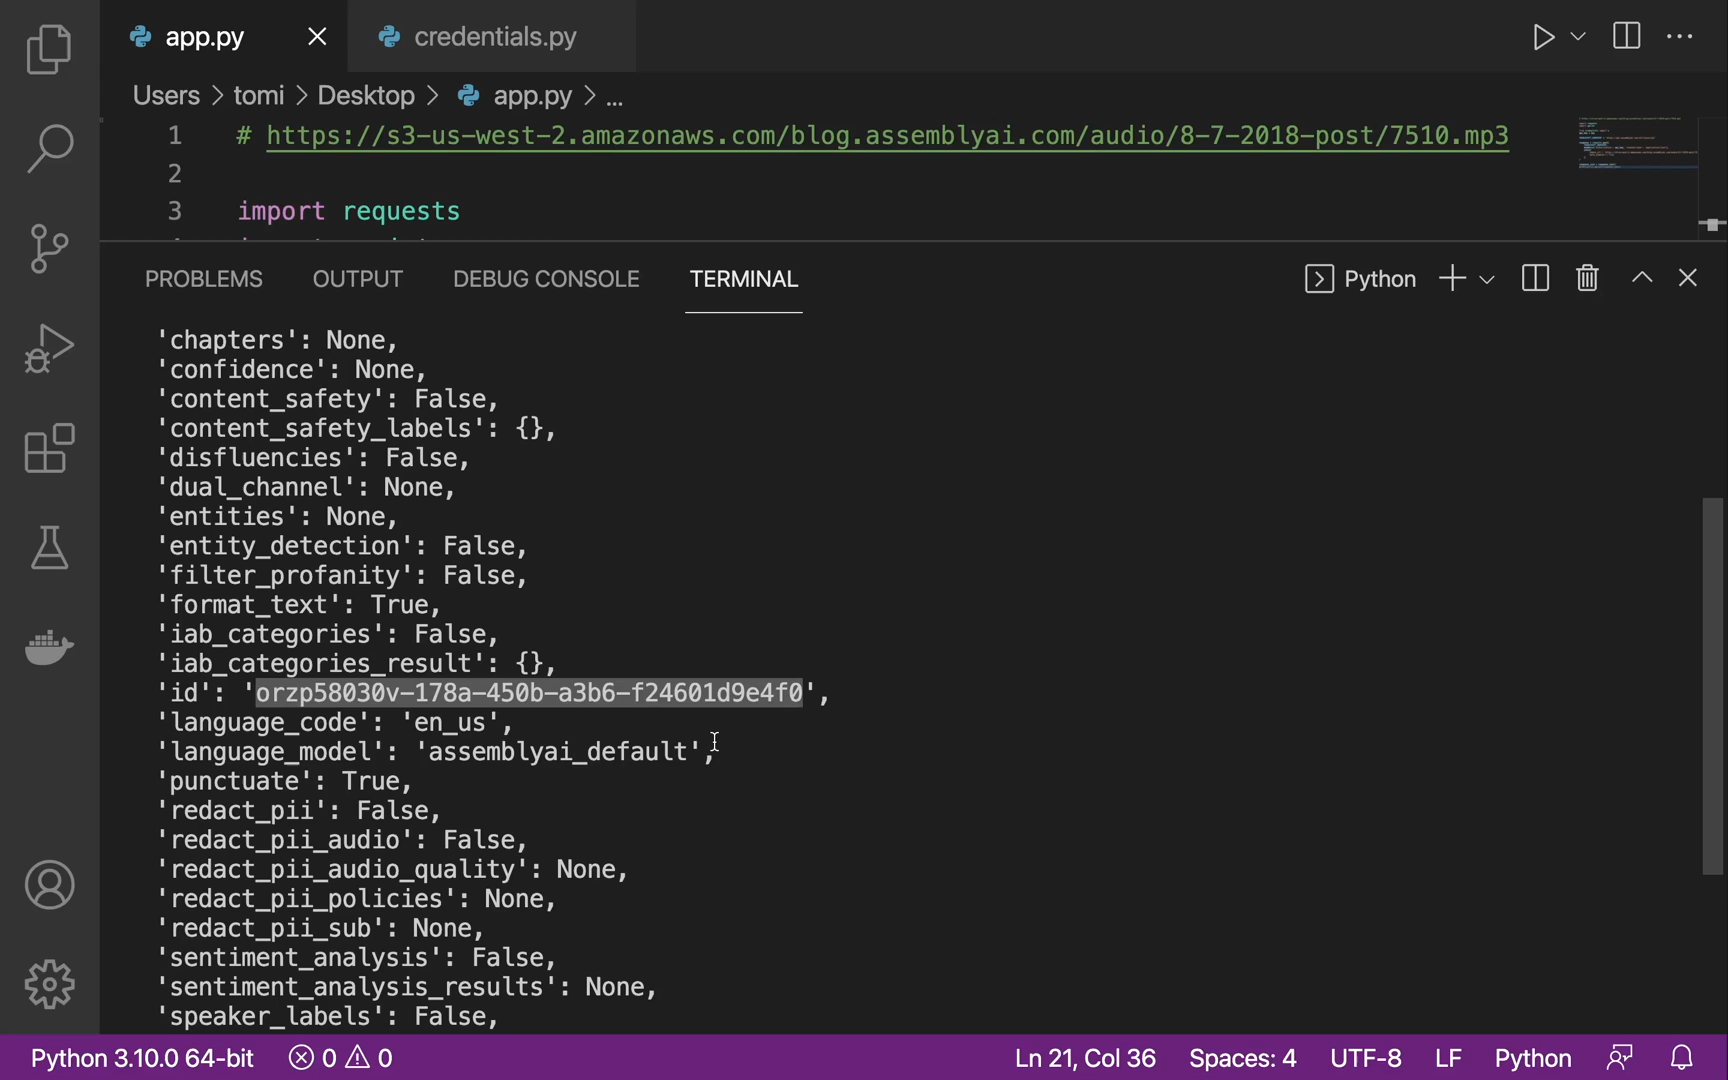 app.py
credentials.py
Users > tomi > Desktop > app.py > ...
1 # https://s3-us-west-2.amazonaws.com/blog.assemblyai.com/audio/8-7-2018-post/7510.mp3
2
3 import requests
PROBLEMS OUTPUT DEBUG CONSOLE TERMINAL Python
'chapters': None,
'confidence': None,
'content_safety': False,
'content_safety_labels': {},
'disfluencies': False,
'dual_channel': None,
'entities': None,
'entity_detection': False,
'filter_profanity': False,
'format_text': True,
'iab_categories': False,
'iab_categories_result': {},
'id': 'orzp58030v-178a-450b-a3b6-f24601d9e4f0',
'language_code': 'en_us',
'language_model': 'assemblyai_default',
'punctuate': True,
'redact_pii': False,
'redact_pii_audio': False,
'redact_pii_audio_quality': None,
'redact_pii_policies': None,
'redact_pii_sub': None,
'sentiment_analysis': False,
'sentiment_analysis_results': None,
'speaker_labels': False,
Python 3.10.0 64-bit 0 0 Ln 21, Col 36 Spaces: 4 UTF-8 LF Python